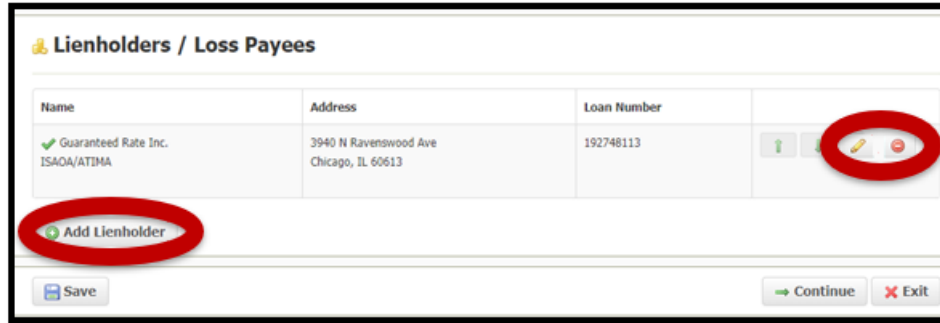 Lienholders / Loss Payees
Name Address Loan Number
Guaranteed Rate Inc. 3940 N Ravenswood Ave 192748113
ISAOA/ATIMA Chicago, IL 60613
Add Lienholder
Save Continue Exit